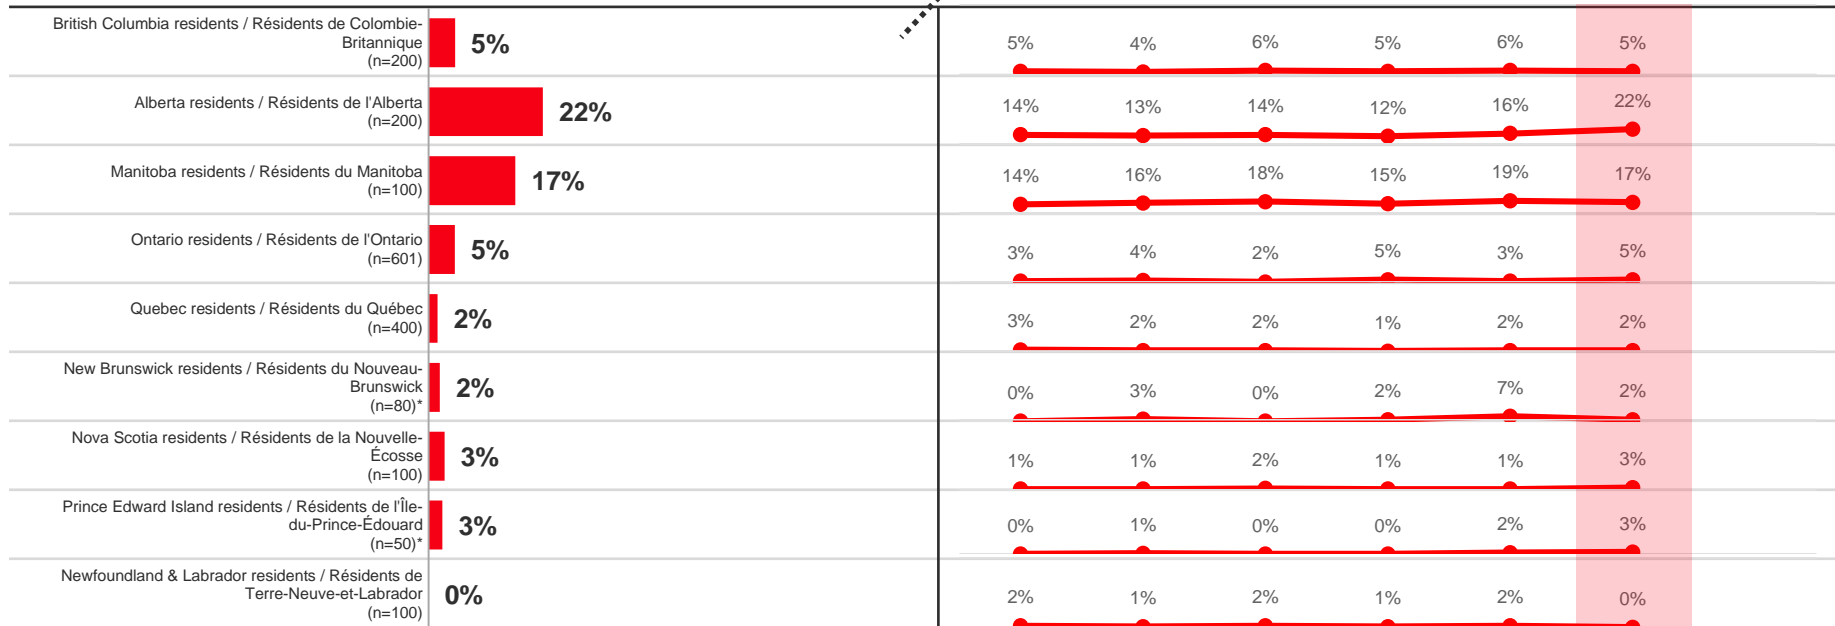 British Columbia residents / Résidents de Colombie-
Britannique
(n=200)
5%
5% 4% 6% 5% 6% 5%
Alberta residents / Résidents de l'Alberta
(n=200)
22%
14% 13% 14% 12% 16% 22%
Manitoba residents / Résidents du Manitoba
(n=100)
17%
14% 16% 18% 15% 19% 17%
Ontario residents / Résidents de l'Ontario
(n=601)
5%
3% 4% 2% 5% 3% 5%
Quebec residents / Résidents du Québec
(n=400)
2%
3% 2% 2% 1% 2% 2%
New Brunswick residents / Résidents du Nouveau-
Brunswick
(n=80)*
2%
0% 3% 0% 2% 7% 2%
Nova Scotia residents / Résidents de la Nouvelle-
Écosse
(n=100)
3%
1% 1% 2% 1% 1% 3%
Prince Edward Island residents / Résidents de l'Île-
du-Prince-Édouard
(n=50)*
3%
0% 1% 0% 0% 2% 3%
Newfoundland & Labrador residents / Résidents de
Terre-Neuve-et-Labrador
(n=100)
0%
2% 1% 2% 1% 2% 0%